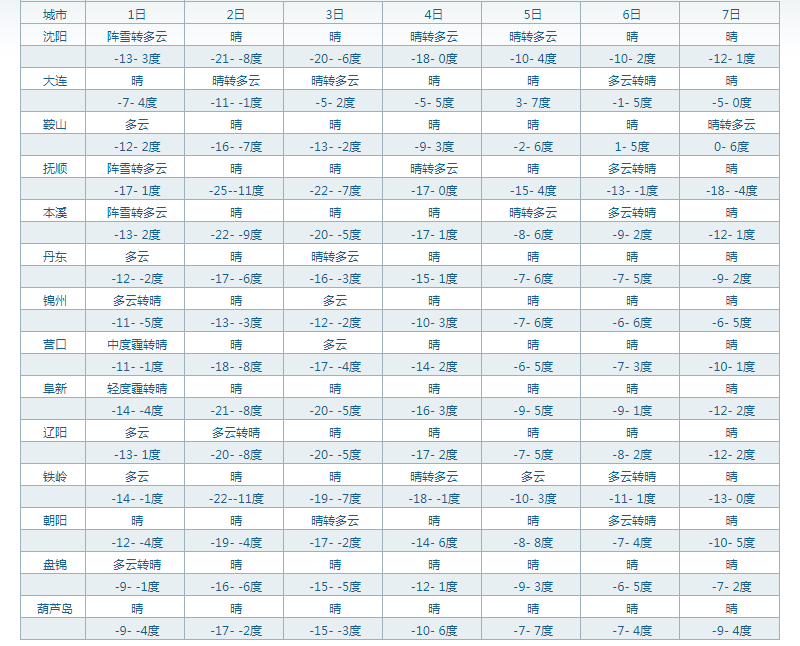 城市 1日 2日 3日 4日 5日 6日 7日
沈阳 阵雪转多云 晴 晴 晴转多云 晴转多云 晴 晴
-13- 3度 -21- -8度 -20- -6度 -18- 0度 -10- 4度 -10- 2度 -12- 1度
大连 晴 晴转多云 晴转多云 晴 晴 多云转晴 晴
-7- 4度 -11- -1度 -5- 2度 -5- 5度 3- 7度 -1- 5度 -5- 0度
鞍山 多云 晴 晴 晴 晴 晴 晴转多云
-12- 2度 -16- -7度 -13- -2度 -9- 3度 -2- 6度 1- 5度 0- 6度
抚顺 阵雪转多云 晴 晴 晴转多云 晴 多云转晴 晴
-17- 1度 -25--11度 -22- -7度 -17- 0度 -15- 4度 -13- -1度 -18- -4度
本溪 阵雪转多云 晴 晴 晴 晴转多云 多云转晴 晴
-13- 2度 -22- -9度 -20- -5度 -17- 1度 -8- 6度 -9- 2度 -12- 1度
丹东 多云 晴 晴转多云 晴 晴 晴 晴
-12- -2度 -17- -6度 -16- -3度 -15- 1度 -7- 6度 -7- 5度 -9- 2度
锦州 多云转晴 晴 多云 晴 晴 晴 晴
-11- -5度 -13- -3度 -12- -2度 -10- 3度 -7- 6度 -6- 6度 -6- 5度
营口 中度霾转晴 晴 多云 晴 晴 晴 晴
-11- -1度 -18- -8度 -17- -4度 -14- 2度 -6- 5度 -7- 3度 -10- 1度
阜新 轻度霾转晴 晴 晴 晴 晴 晴 晴
-14- -4度 -21- -8度 -20- -5度 -16- 3度 -9- 5度 -9- 1度 -12- 2度
辽阳 多云 多云转晴 晴 晴 晴 晴 晴
-13- 1度 -20- -8度 -20- -5度 -17- 2度 -7- 5度 -8- 2度 -12- 2度
铁岭 多云 晴 晴 晴转多云 多云 多云转晴 晴
-14- -1度 -22--11度 -19- -7度 -18- -1度 -10- 3度 -11- 1度 -13- 0度
朝阳 晴 晴 晴转多云 晴 晴 多云转晴 晴
-12- -4度 -19- -4度 -17- -2度 -14- 6度 -8- 8度 -7- 4度 -10- 5度
盘锦 多云转晴 晴 晴 晴 晴 晴 晴
-9- -1度 -16- -6度 -15- -5度 -12- 1度 -9- 3度 -6- 5度 -7- 2度
葫芦岛 晴 晴 晴 晴 晴 晴 晴
-9- -4度 -17- -2度 -15- -3度 -10- 6度 -7- 7度 -7- 4度 -9- 4度